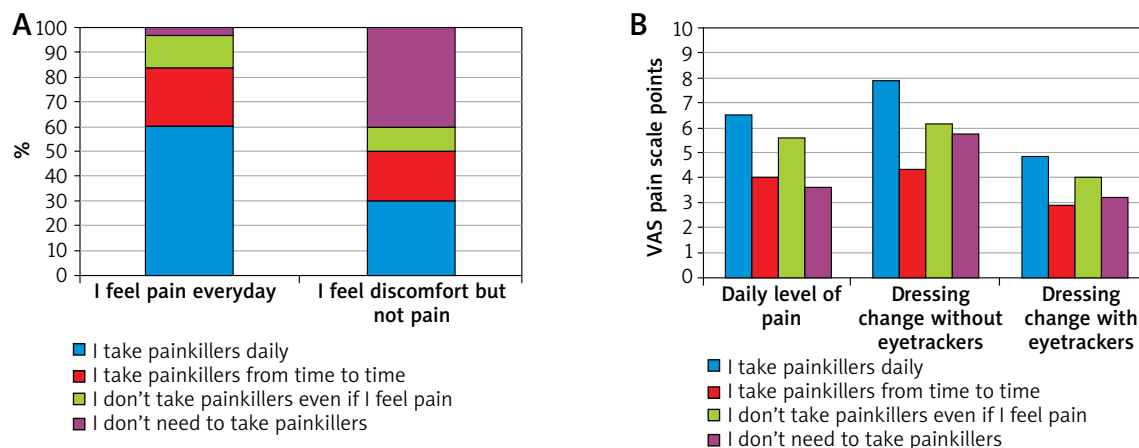 A
%
100
90
80
70
60
50
40
30
20
10
0
I feel pain everyday
I feel discomfort but
not pain
I take painkillers daily
I take painkillers from time to time
I don't take painkillers even if I feel pain
I don't need to take painkillers
B
VAS pain scale points
10
9
8
7
6
5
4
3
2
1
0
Daily level of
pain
Dressing
change without
eyetrackers
Dressing
change with
eyetrackers
I take painkillers daily
I take painkillers from time to time
I don't take painkillers even if I feel pain
I don't need to take painkillers